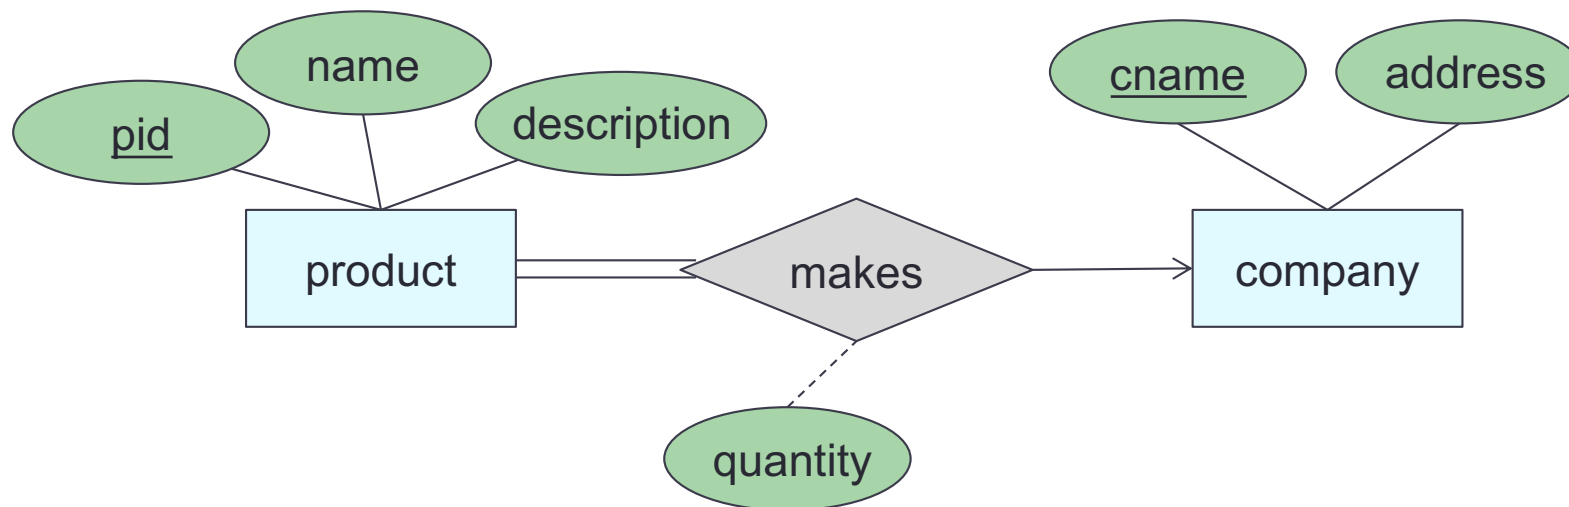 name
cname
address
description
pid
product
makes
company
quantity